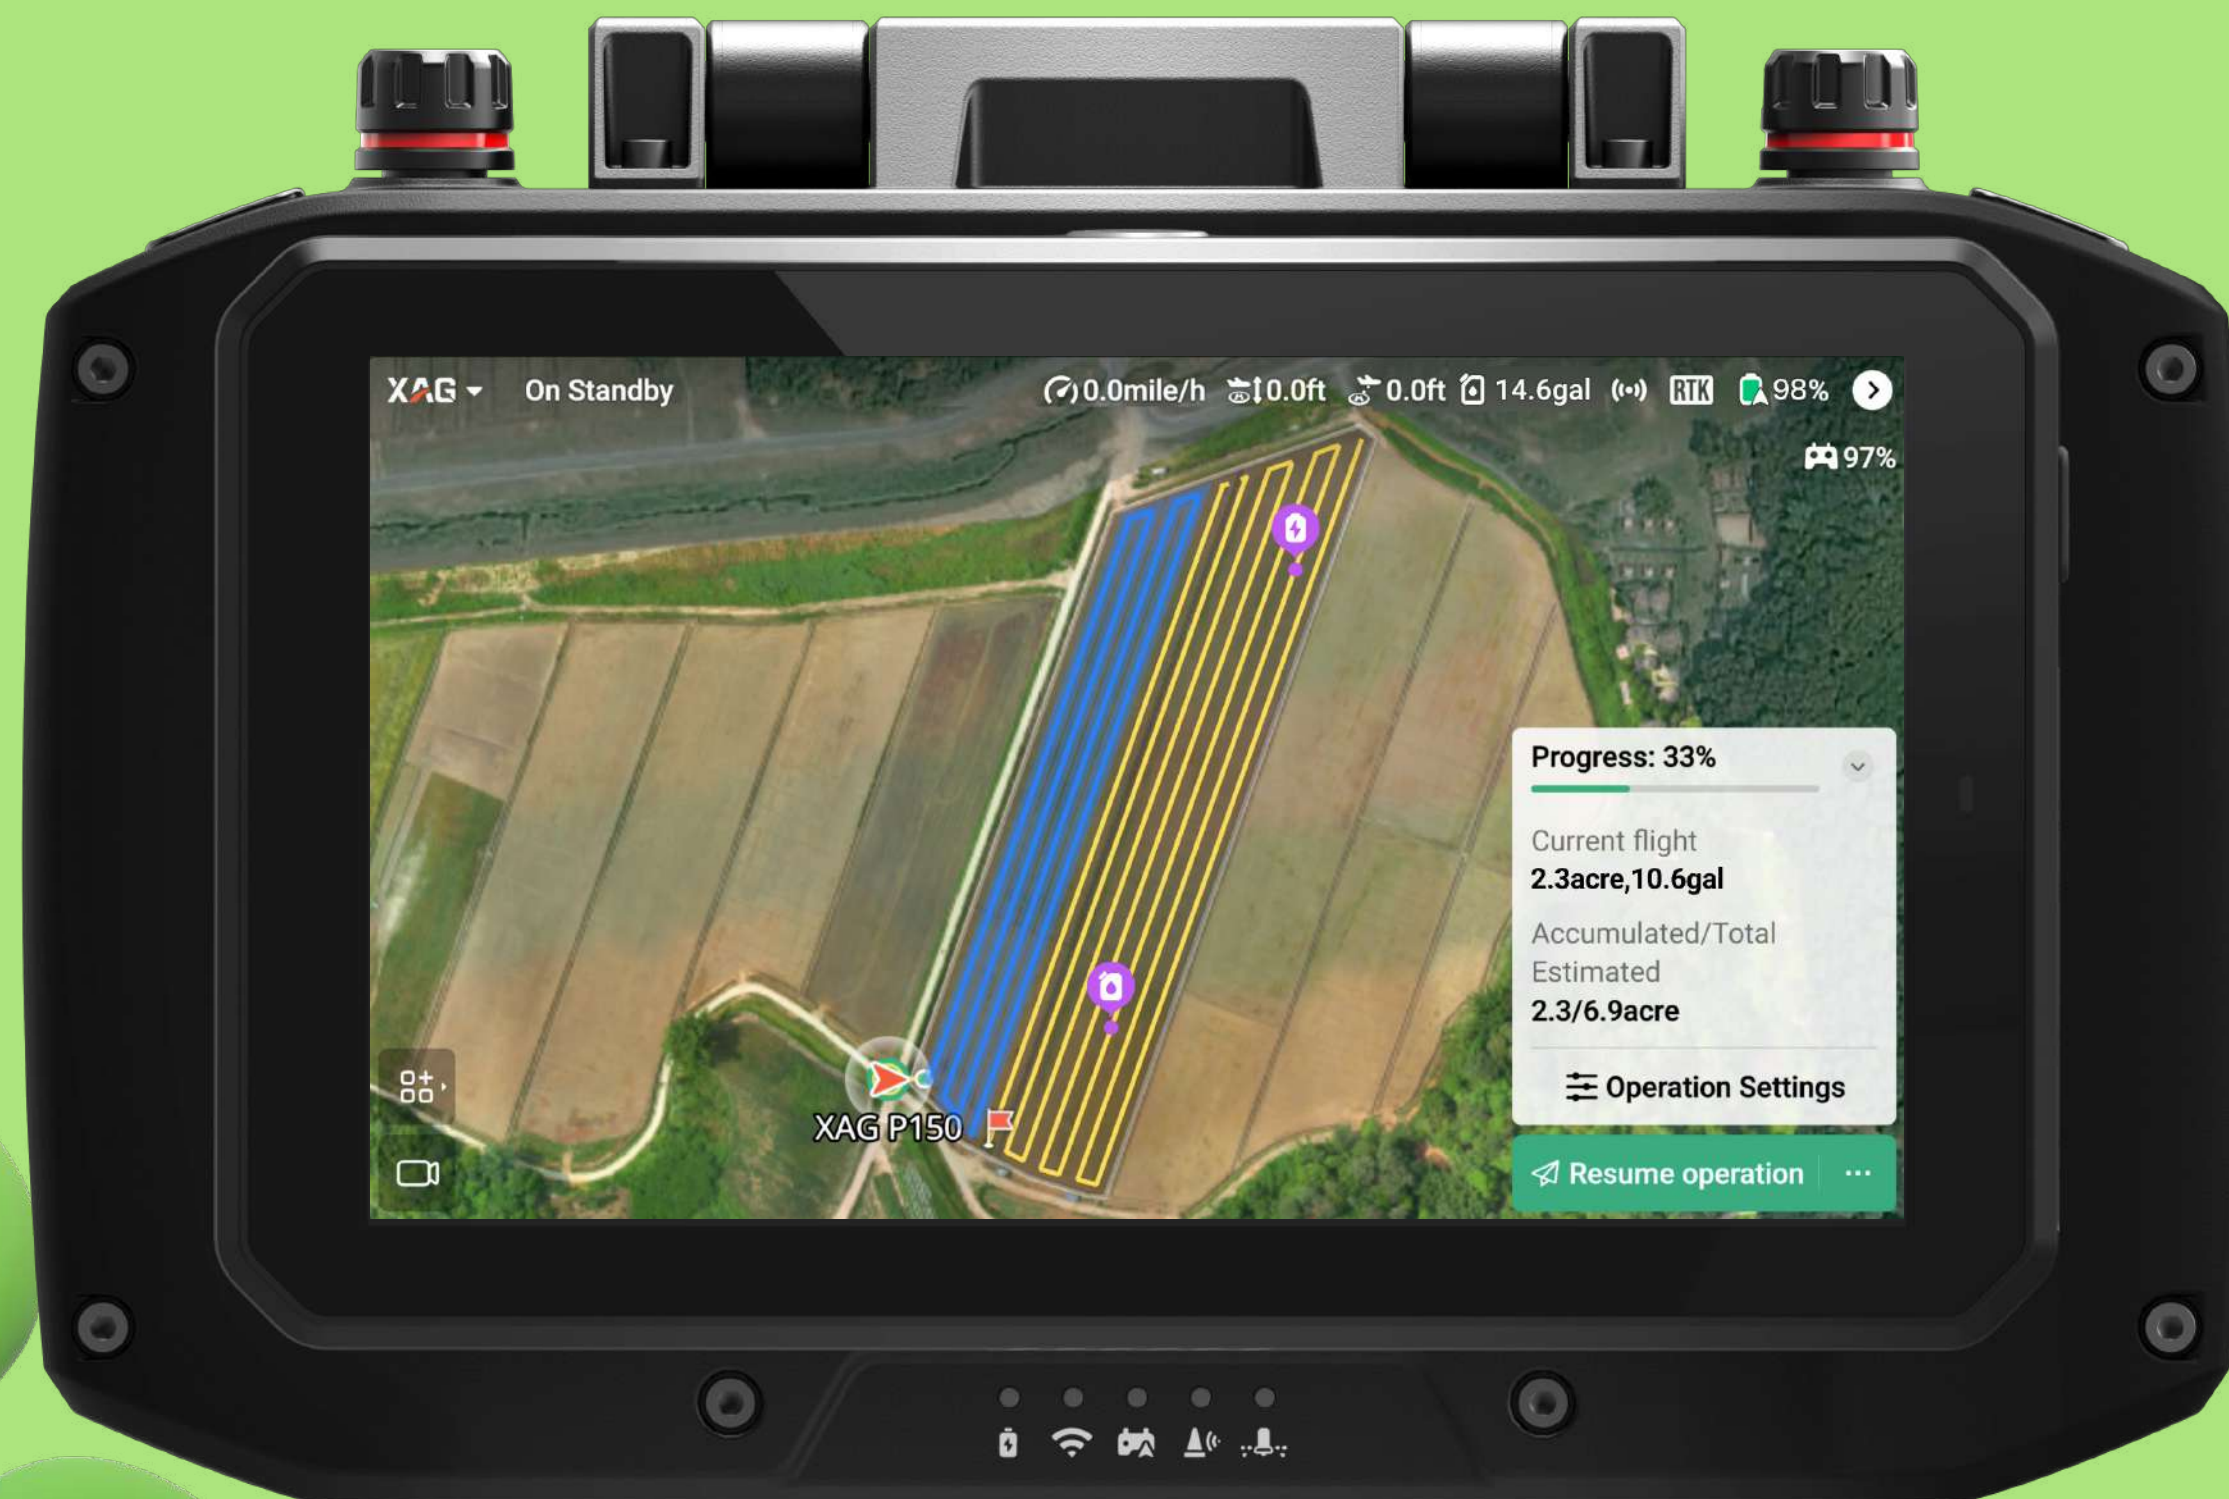 XAG On Standby 0.0mile/h 0.0ft 0.0ft 14.6gal RTK 98%
97%
Progress: 33%
Current flight
2.3acre,10.6gal
Accumulated/Total
Estimated
2.3/6.9acre
Operation Settings
XAG P150
Resume operation